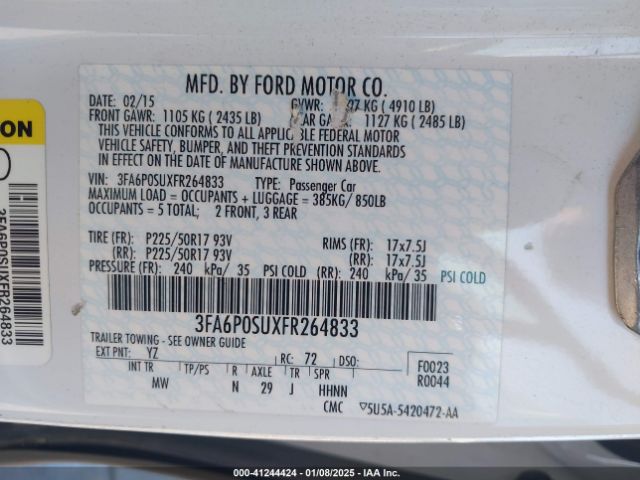 MFD. BY FORD MOTOR CO.
DATE: 02/15 GVWR: KG ( 4910 LB)
FRONT GAWR: 1105 KG ( 2435 LB) 1127 KG ( 2485 LB)
THIS VEHICLE CONFORMS TO ALL FEDERAL MOTOR
VEHICLE SAFETY, BUMPER, AND THEFT PREVENTION STANDARDS
IN EFFECT ON THE DATE OF MANUFACTURE SHOWN ABOVE.
VIN: 3FA6P0SUXFR264833 TYPE: Passenger Car
MAXIMUM LOAD = OCCUPANTS + LUGGAGE = 385KG/ 850LB
OCCUPANTS = 5 TOTAL; 2 FRONT, 3 REAR
TIRE (FR): P225/50R17 93V RIMS (FR): 17x7.5J
(RR): P225/50R17 93V (RR): 17x7.5J
PRESSURE (FR): 240 kPa/ 35 PSI COLD (RR): 240 kPa/ 35 PSI COLD
3FA6P0SUXFR264833
TRAILER TOWING - SEE OWNER GUIDE
EXT PNT: YZ RC: 72 DSO: F0023
INT TR TP/PS R AXLE TR SPR R0044
MW N 29 J HHNN
CMC 5U5A-5420472-AA
3FA6P0SUXFR264833
000-41244424 | 01/08/2025 | IAA Inc.